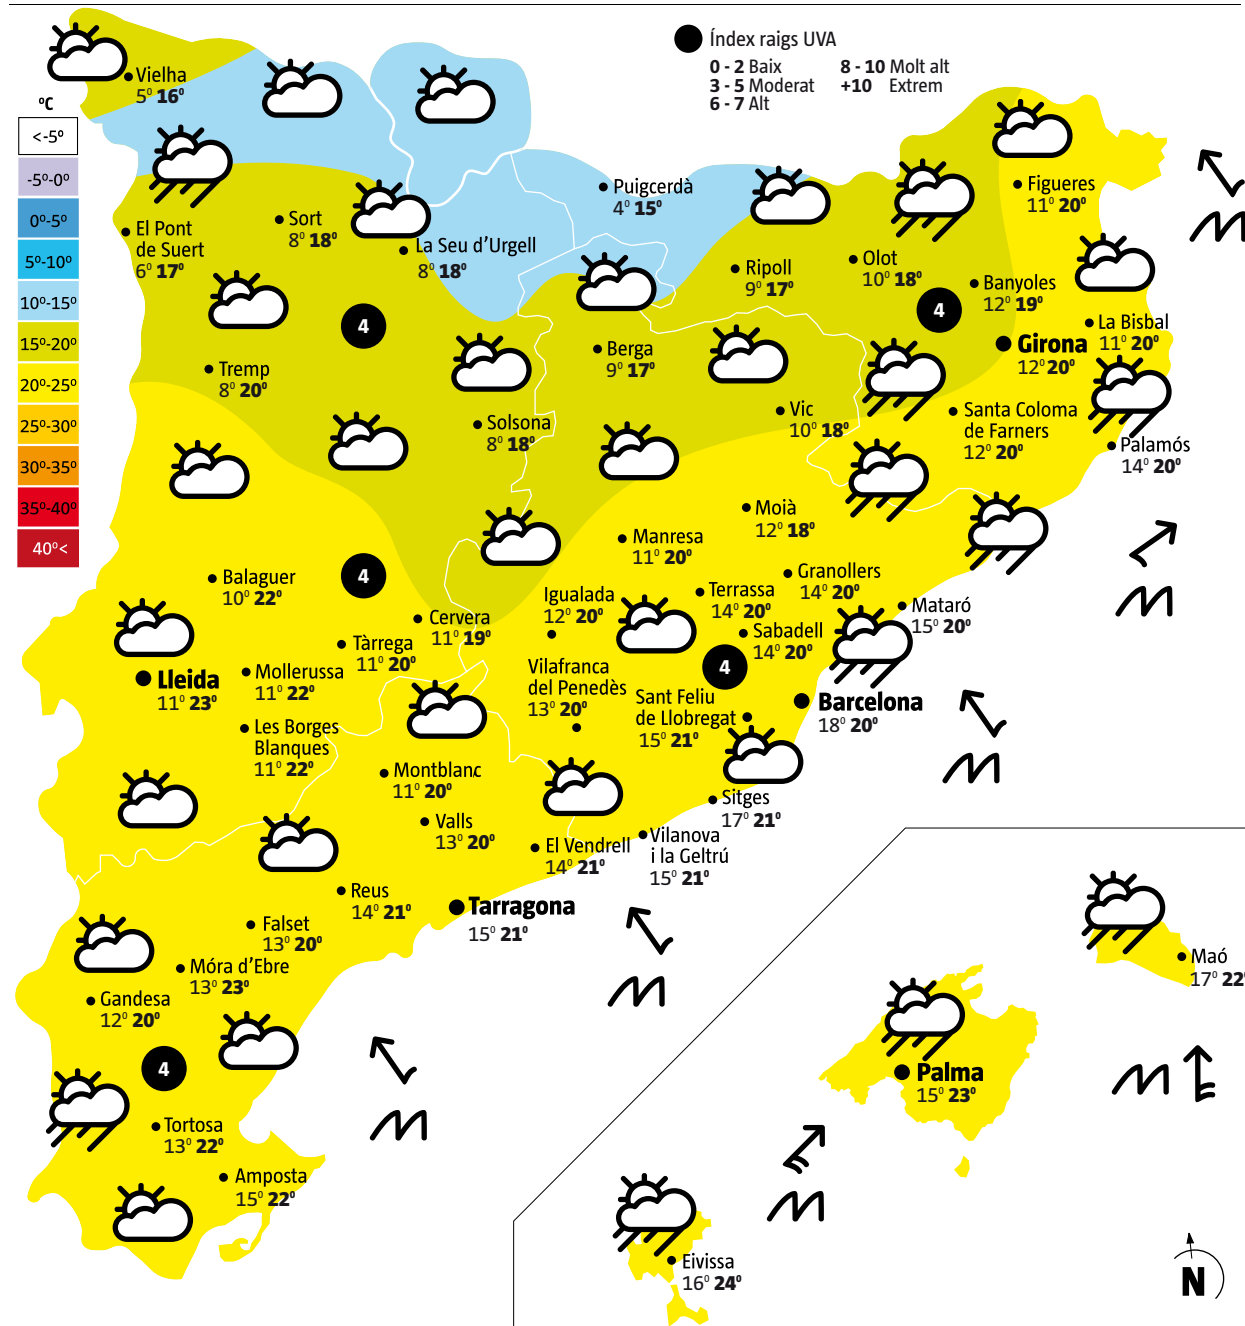 Índex raigs UVA
0 - 2 Baix
3 - 5 Moderat
6 - 7 Alt
8 - 10 Molt alt
+10 Extrem
ºC
<-5º
-5º-0º
0º-5º
5º-10º
10º-15º
15º-20º
20º-25º
25º-30º
30º-35º
35º-40º
40º<
Vielha
5º 16º
Puigcerdà
4º 15º
Figueres
11º 20º
El Pont
de Suert
6º 17º
Sort
8º 18º
La Seu d'Urgell
8º 18º
Ripoll
9º 17º
Olot
10º 18º
Banyoles
12º 19º
4
4
La Bisbal
11º 20º
Girona
12º 20º
Tremp
8º 20º
Berga
9º 17º
Solsona
8º 18º
Vic
10º 18º
Santa Coloma
de Farners
12º 20º
Palamós
14º 20º
Moià
12º 18º
Manresa
11º 20º
Balaguer
10º 22º
4
Granollers
14º 20º
Terrassa
14º 20º
Igualada
12º 20º
Mataró
15º 20º
Cervera
11º 19º
Sabadell
14º 20º
Tàrrega
11º 20º
4
Lleida
11º 23º
Mollerussa
11º 22º
Vilafranca
del Penedès
13º 20º
Sant Feliu
de Llobregat
15º 21º
Barcelona
18º 20º
Les Borges
Blanques
11º 22º
Montblanc
11º 20º
Sitges
17º 21º
Valls
13º 20º
El Vendrell
14º 21º
Vilanova
i la Geltrú
15º 21º
Reus
14º 21º
Tarragona
15º 21º
Falset
13º 20º
Móra d'Ebre
13º 23º
Gandesa
12º 20º
4
Maó
17º 22º
Palma
15º 23º
Tortosa
13º 22º
Amposta
15º 22º
Eivissa
16º 24º
N